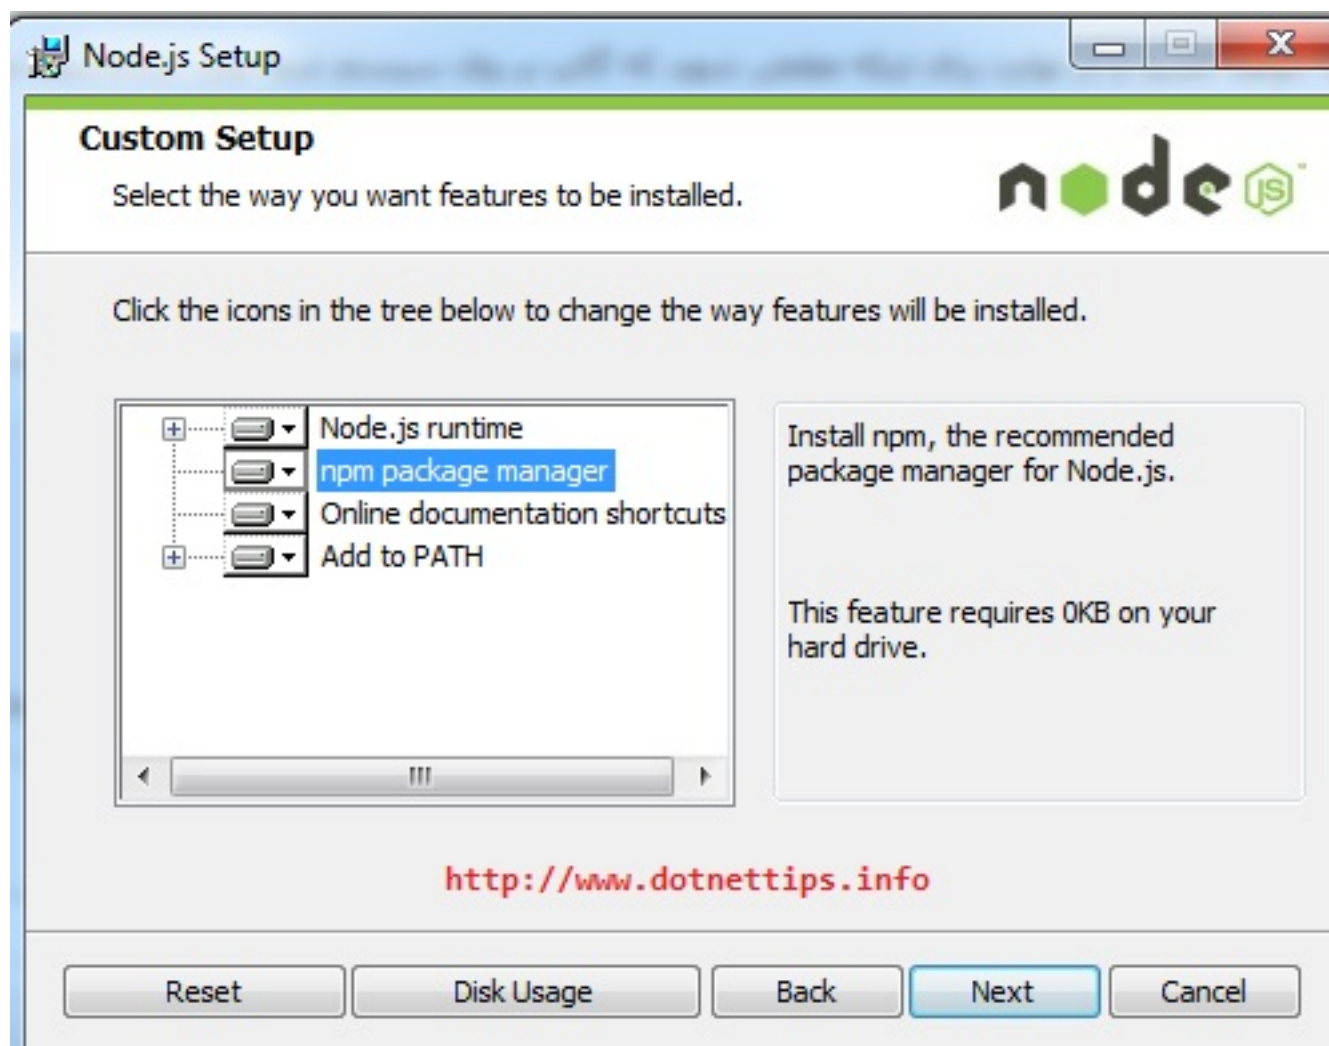 Node.js Setup
Custom Setup
Select the way you want features to be installed.
node JS™
Click the icons in the tree below to change the way features will be installed.
Node.js runtime
npm package manager
Online documentation shortcuts
Add to PATH
Install npm, the recommended
package manager for Node.js.
This feature requires 0KB on your
hard drive.
http://www.dotnettips.info
Reset
Disk Usage
Back
Next
Cancel